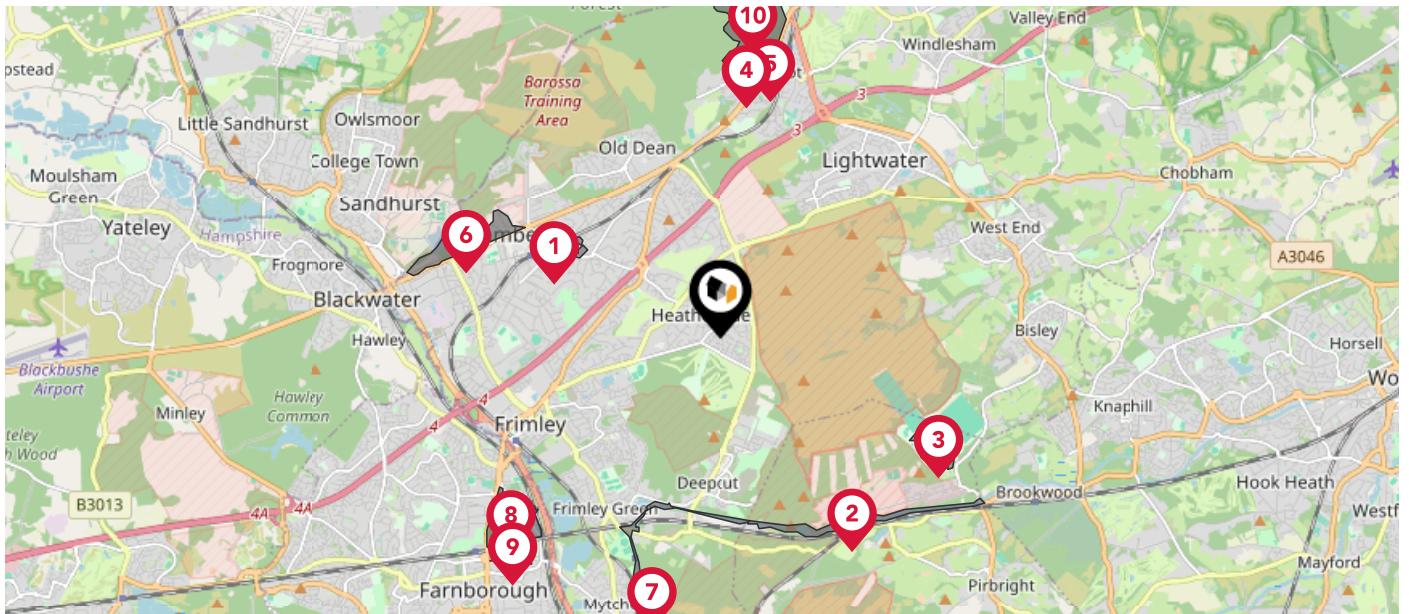 Valley End
10
Windlesham
5
4
Barossa
Training
Area
3
3
Little Sandhurst
Owlsmoor
Old Dean
College Town
Lightwater
Moulsham
Green
Chobham
Sandhurst
Yateley
Hampshire
6
1
West End
A3046
Frogmore
Blackwater
Bisley
Hawley
Horsell
Blackbushe
Airport
Hawley
Common
Minley
Knaphill
4
4
Frimley
3
Deepcut
Brookwood
Hook Heath
B3013
4A
4A
8
Frimley Green
2
9
7
Farnborough
Pirbright
Mayford